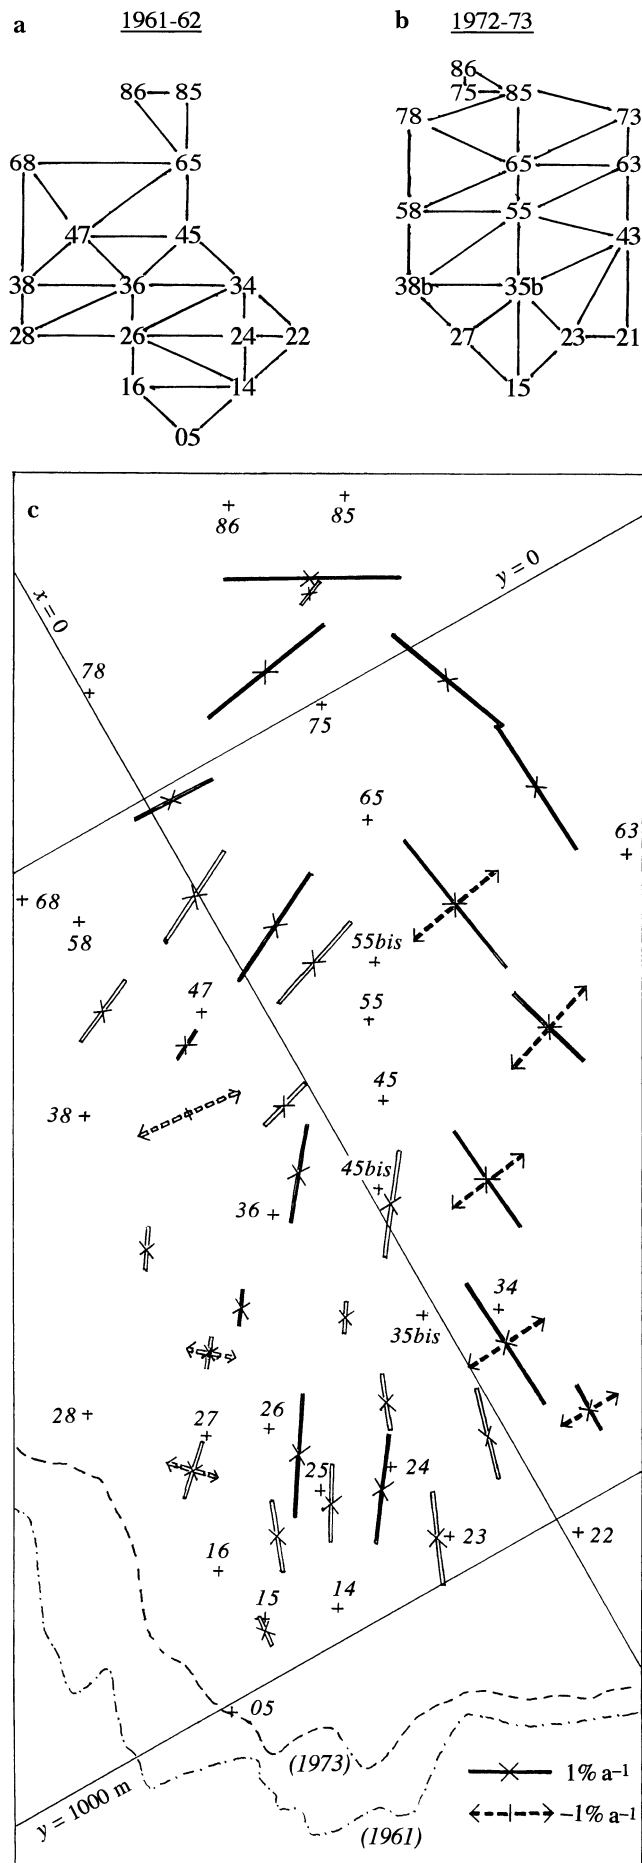 a 1961-62
86 85
68 65
47 45
38 36 34
28 26 24 22
16 14
05
b 1972-73
86
75 85
78 73
65 63
58 55
43
38b 35b
27 23 21
15
c
86 85
x = 0
y = 0
78
75
65
63
68
58
55bis
47
55
38
45
45bis
36
34
35bis
28
27
26
25
24
23
22
16
15
14
05
(1973)
1% a⁻¹
y = 1000 m
–1% a⁻¹
(1961)